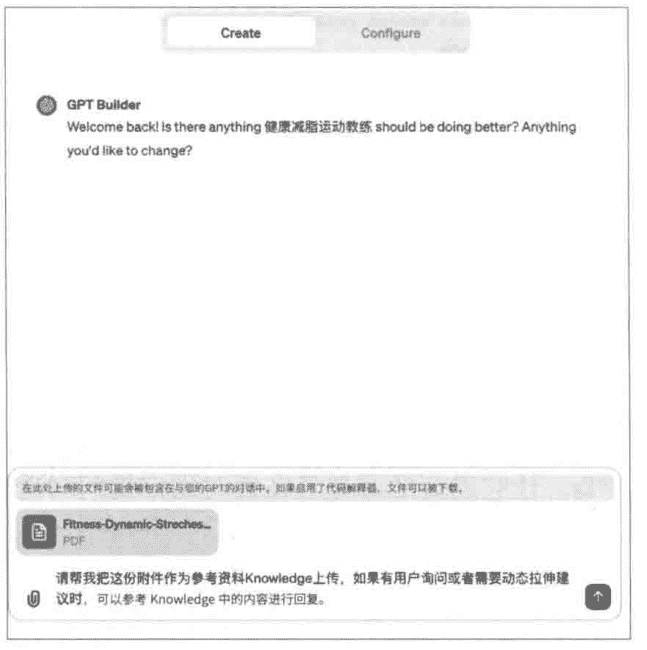 Create
Configure
GPT Builder
Welcome back! Is there anything 健康减脂运动教练 should be doing better? Anything
you'd like to change?
在此处上传的文件可能会被包含在与您的GPT的对话中。如果启用了代码解释器，文件可以被下载。
Fitness-Dynamic-Streches...
PDF
请帮我把这份附件作为参考资料Knowledge上传，如果有用户询问或者需要动态拉伸建
议时，可以参考 Knowledge 中的内容进行回复。